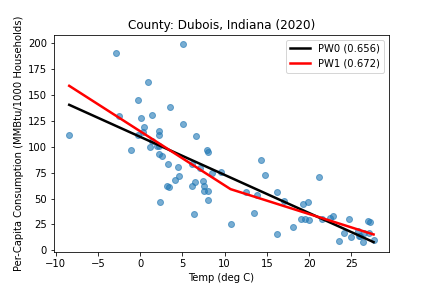 County: Dubois, Indiana (2020)
Per-Capita Consumption (MMBtu/1000 Households)
200
175
150
125
100
75
50
25
0
PW0 (0.656)
PW1 (0.672)
−10 −5 0 5 10 15 20 25
Temp (deg C)